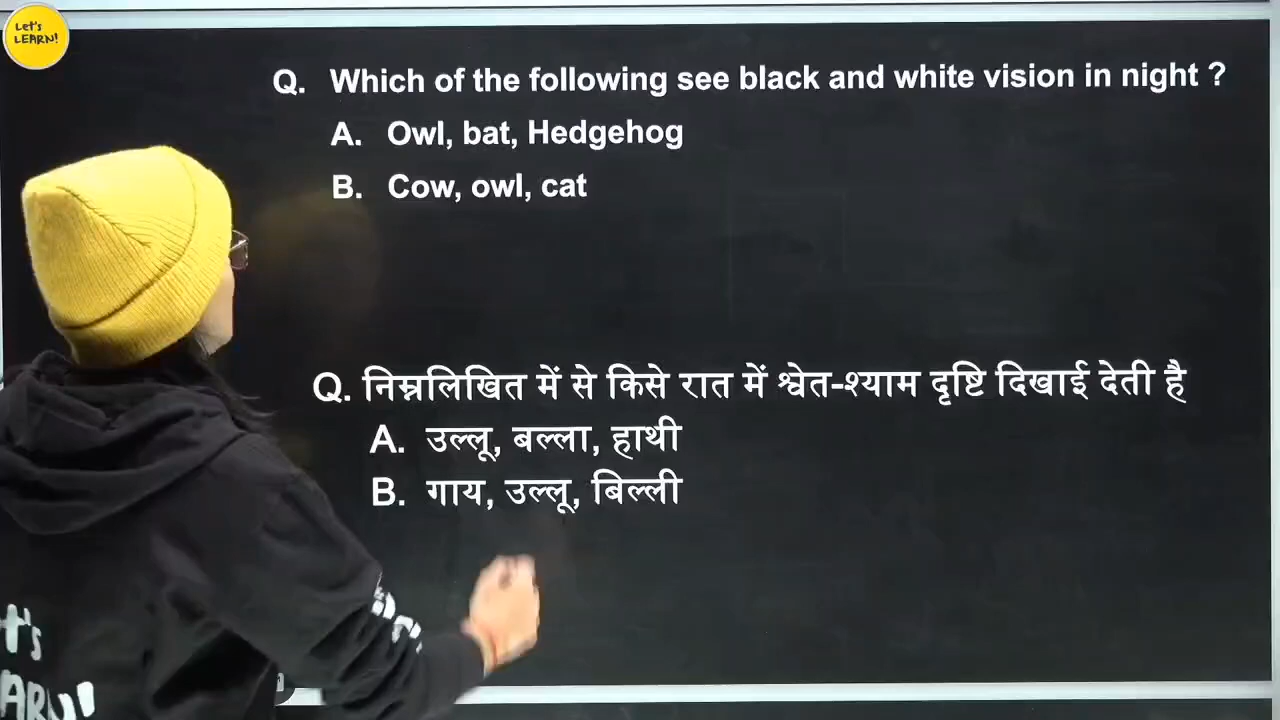 Let's
LEARN!
Q. Which of the following see black and white vision in night ?
A. Owl, bat, Hedgehog
B. Cow, owl, cat
Q. निम्नलिखित में से किसे रात में श्वेत-श्याम दृष्टि दिखाई देती है
A. उल्लू, बल्ला, हाथी
B. गाय, उल्लू, बिल्ली